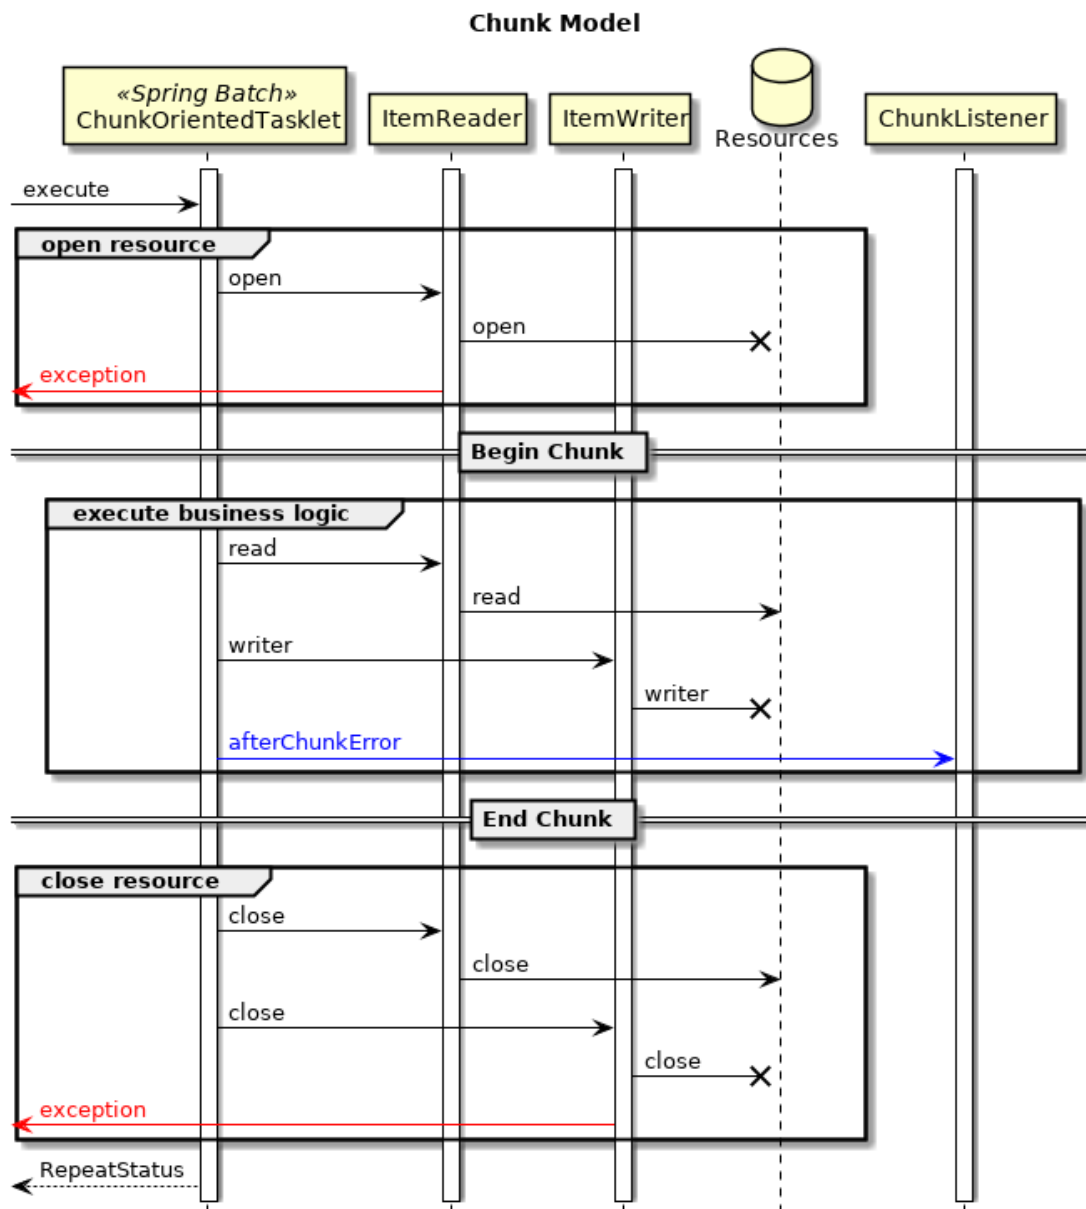 Chunk Model
«Spring Batch»
ChunkOrientedTasklet
ItemReader
ItemWriter
Resources
ChunkListener
execute
open resource
open
open
exception
Begin Chunk
execute business logic
read
read
writer
writer
afterChunkError
End Chunk
close resource
close
close
close
close
exception
RepeatStatus